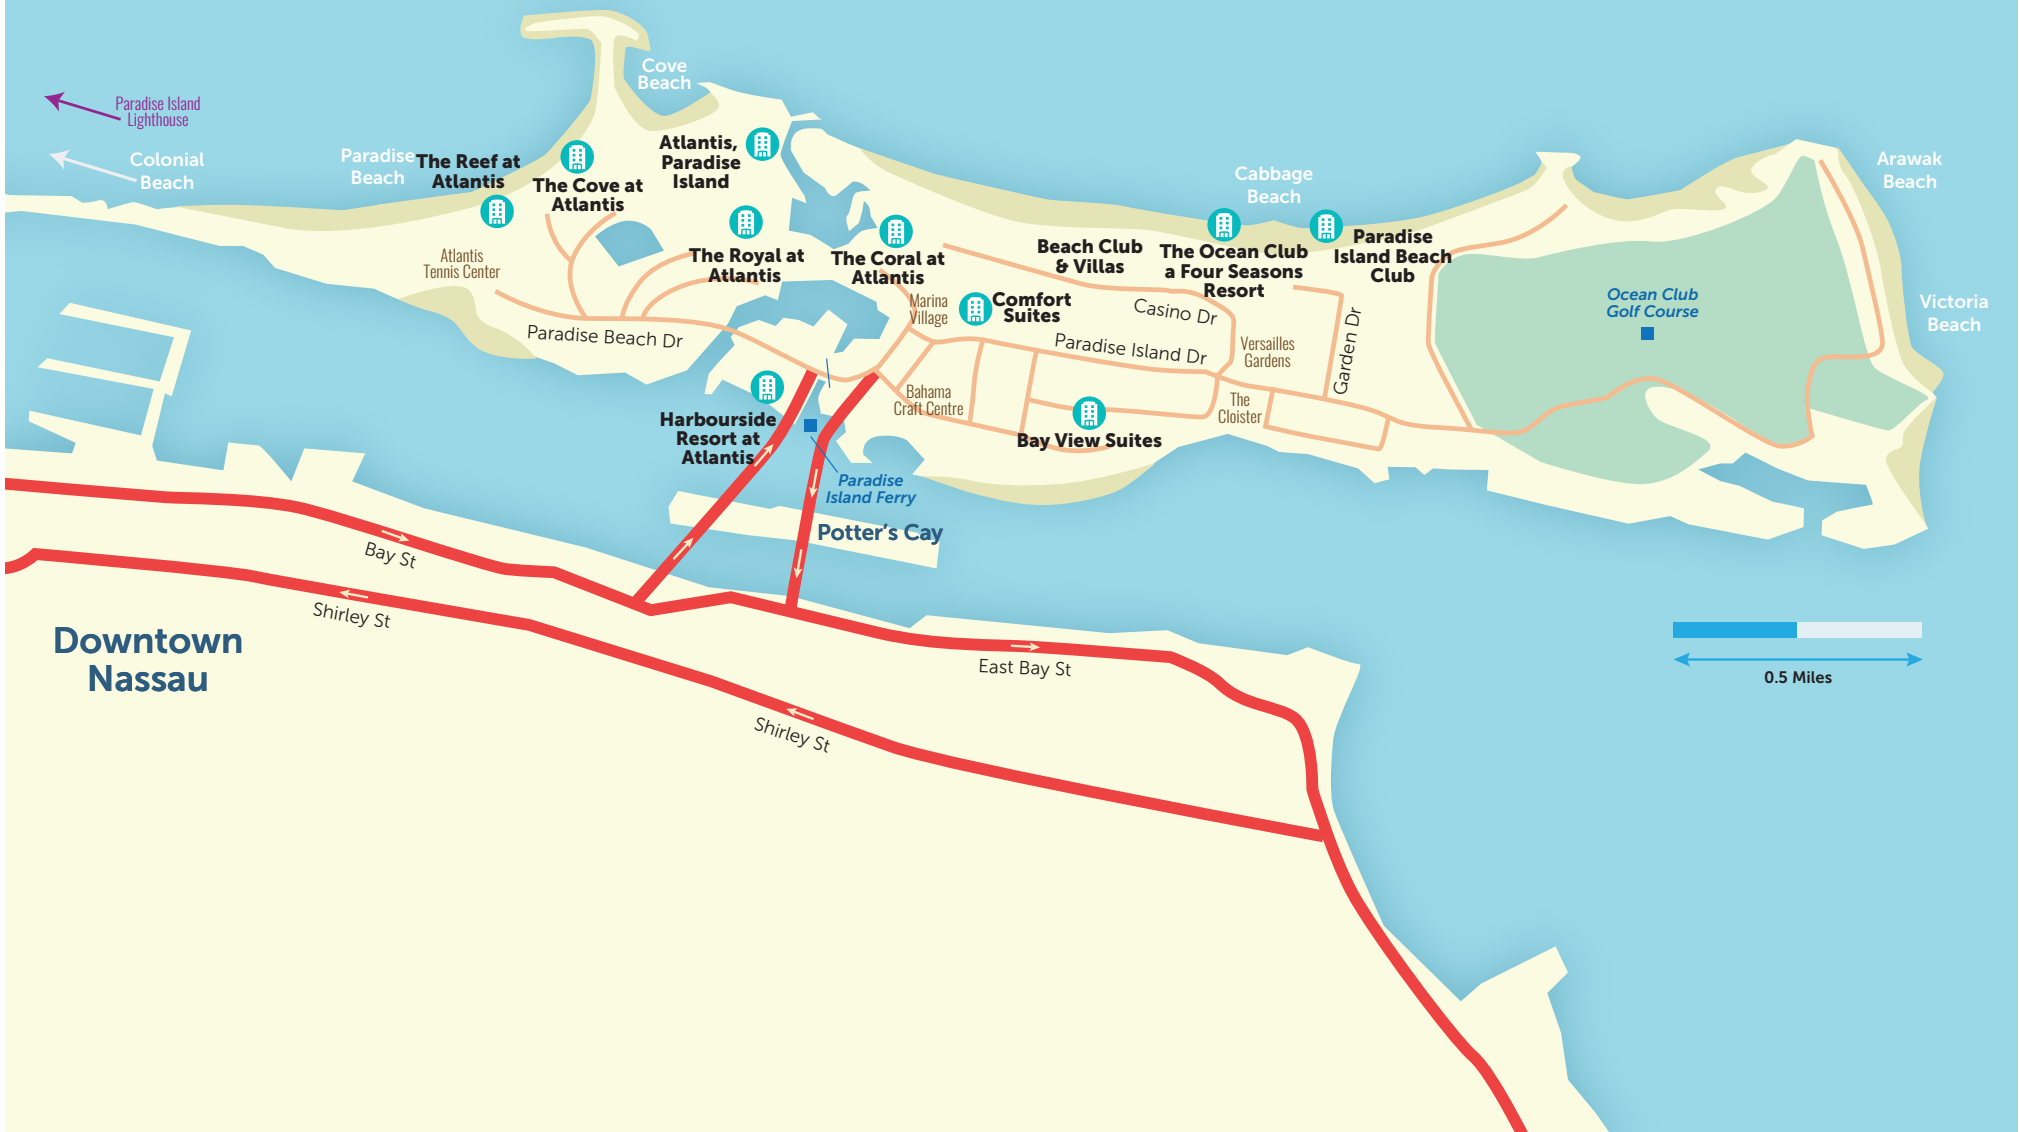 Cove
Beach
Paradise Island
Lighthouse
Colonial
Beach
Paradise
Beach
The Reef at
Atlantis
The Cove at
Atlantis
Atlantis,
Paradise
Island
Cabbage
Beach
Arawak
Beach
Atlantis
Tennis Center
The Royal at
Atlantis
The Coral at
Atlantis
Beach Club
& Villas
The Ocean Club
a Four Seasons
Resort
Paradise
Island Beach
Club
Marina
Village
Comfort
Suites
Casino Dr
Ocean Club
Golf Course
Victoria
Beach
Paradise Beach Dr
Paradise Island Dr
Versailles
Gardens
Garden Dr
Bahama
Craft Centre
The
Cloister
Harbourside
Resort at
Atlantis
Bay View Suites
Paradise
Island Ferry
Potter's Cay
Bay St
Shirley St
Downtown
Nassau
East Bay St
Shirley St
0.5 Miles